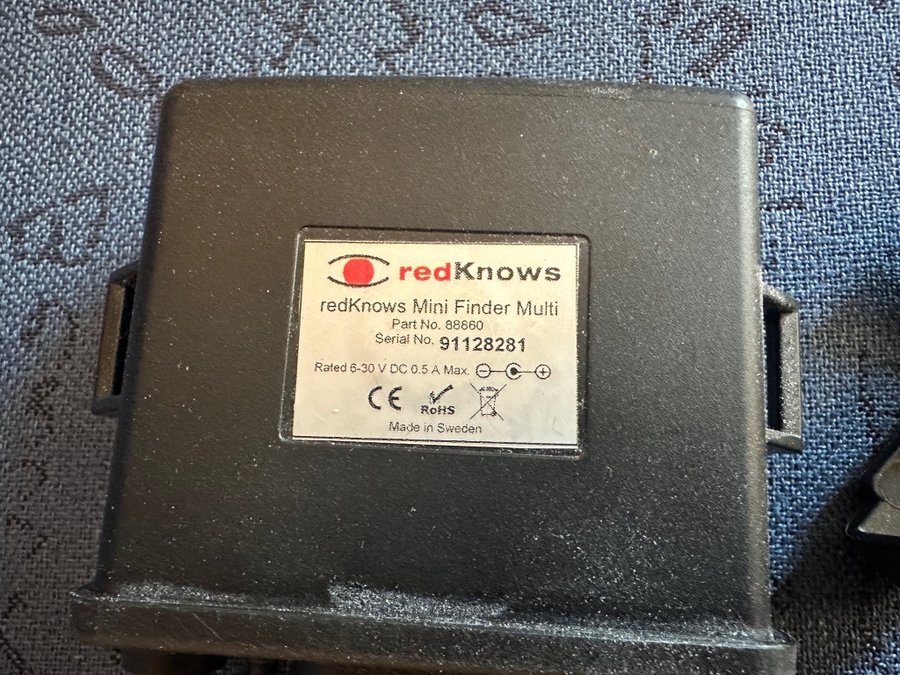 redKnows
redKnows Mini Finder Multi
Part No. 88860
Serial No. 91128281
Rated 6-30 V DC 0.5 A Max.
CE RoHS
Made in Sweden